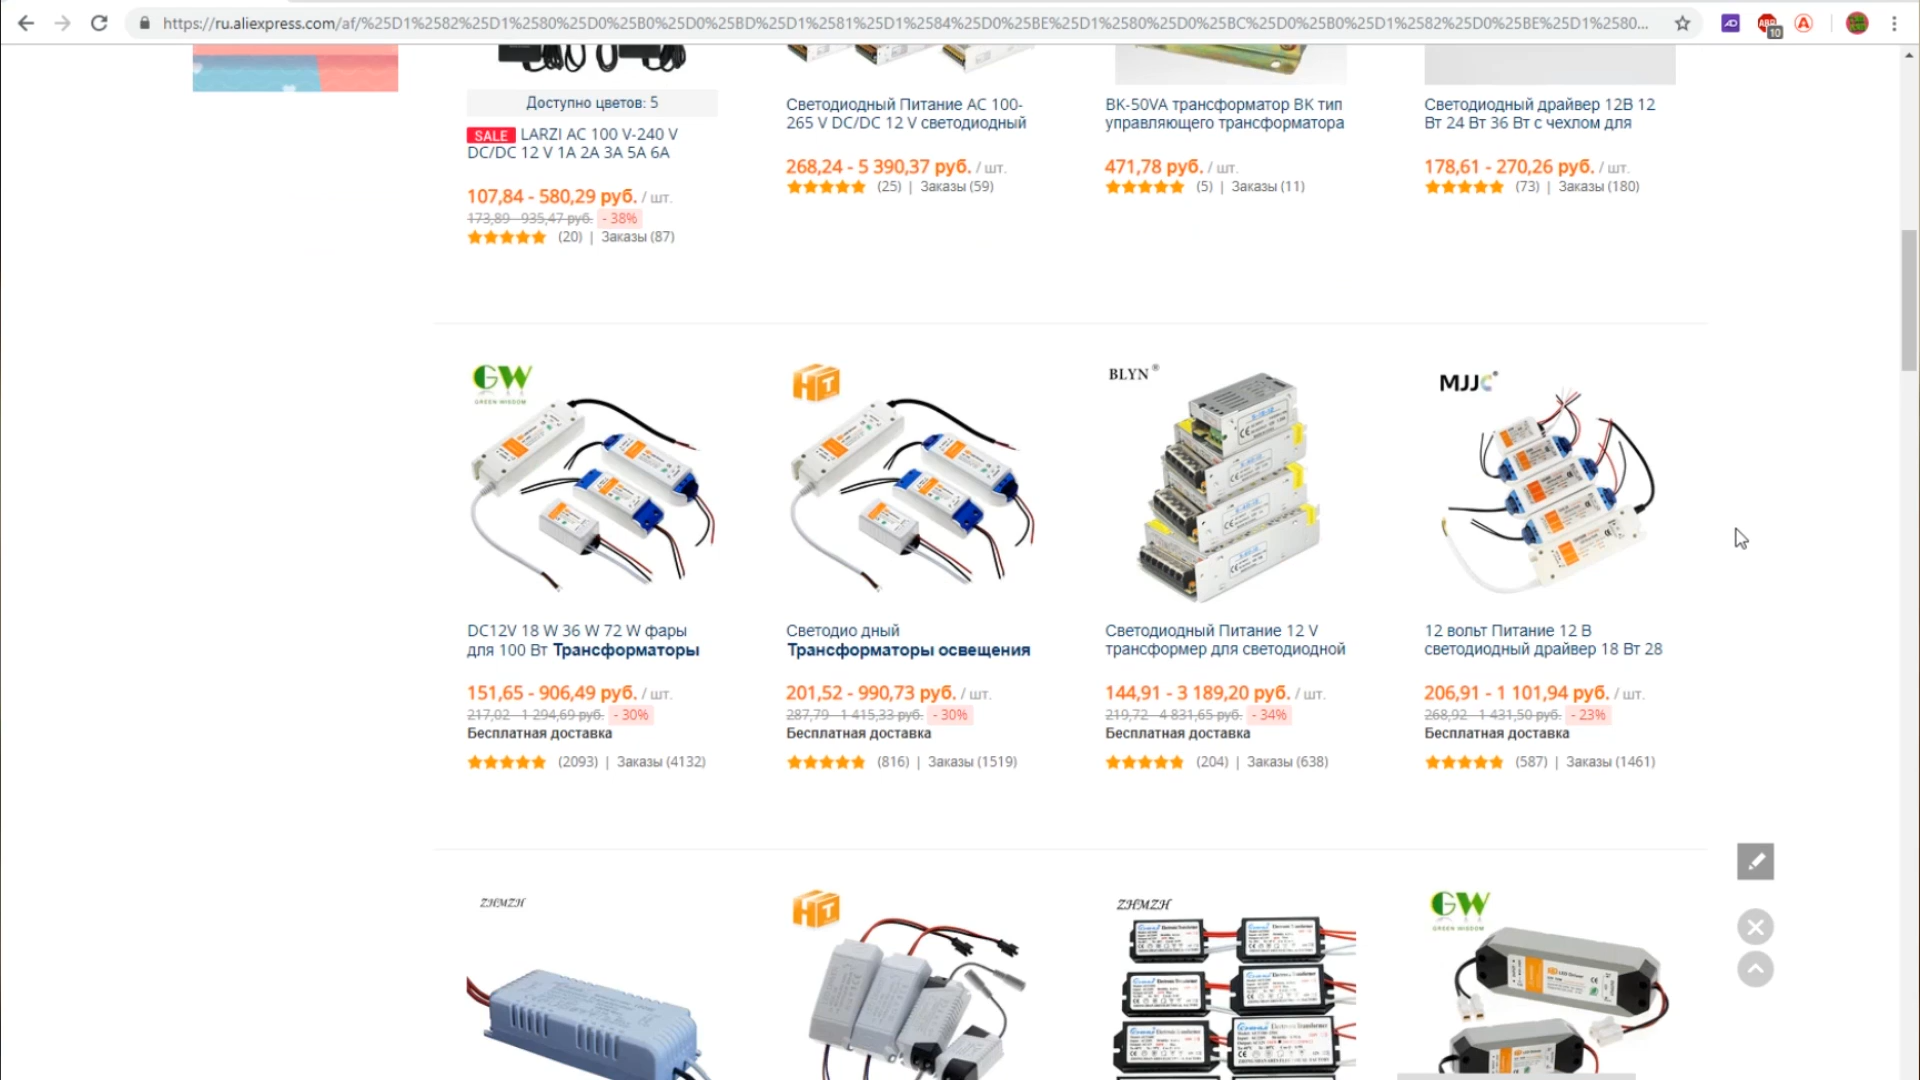 https://ru.aliexpress.com/af/%25D1%2582%25D1%2580%25D0%25B0%25D0%25BD%25D1%2581%25D1%2584%25D0%25BE%25D1%2580%25D0%25BC%25D0%25B0%25D1%2582%25D0%25BE%25D1%2580...
10
Доступно цветов: 5
SALE LARZI AC 100 V-240 V
DC/DC 12 V 1A 2A 3A 5A 6A
107,84 - 580,29 руб. / шт.
173,89 - 935,47 руб. - 38%
(20) | Заказы (87)
Светодиодный Питание AC 100-
265 V DC/DC 12 V светодиодный
268,24 - 5 390,37 руб. / шт.
(25) | Заказы (59)
BK-50VA трансформатор BK тип
управляющего трансформатора
471,78 руб. / шт.
(5) | Заказы (11)
Светодиодный драйвер 12В 12
Вт 24 Вт 36 Вт с чехлом для
178,61 - 270,26 руб. / шт.
(73) | Заказы (180)
GW
GREEN WISDOM
DC12V 18 W 36 W 72 W фары
для 100 Вт Трансформаторы
151,65 - 906,49 руб. / шт.
217,02 - 1 294,69 руб. - 30%
Бесплатная доставка
(2093) | Заказы (4132)
HT
Светодио дный
Трансформаторы освещения
201,52 - 990,73 руб. / шт.
287,79 - 1 415,33 руб. - 30%
Бесплатная доставка
(816) | Заказы (1519)
BLYN ®
Светодиодный Питание 12 V
трансформер для светодиодной
144,91 - 3 189,20 руб. / шт.
219,72 - 4 831,65 руб. - 34%
Бесплатная доставка
(204) | Заказы (638)
MJJC®
12 вольт Питание 12 В
светодиодный драйвер 18 Вт 28
206,91 - 1 101,94 руб. / шт.
268,92 - 1 431,50 руб. - 23%
Бесплатная доставка
(587) | Заказы (1461)
ZHMZH
HT
ZHMZH
Electronic Transformer
GW
GREEN WISDOM
LED Driver